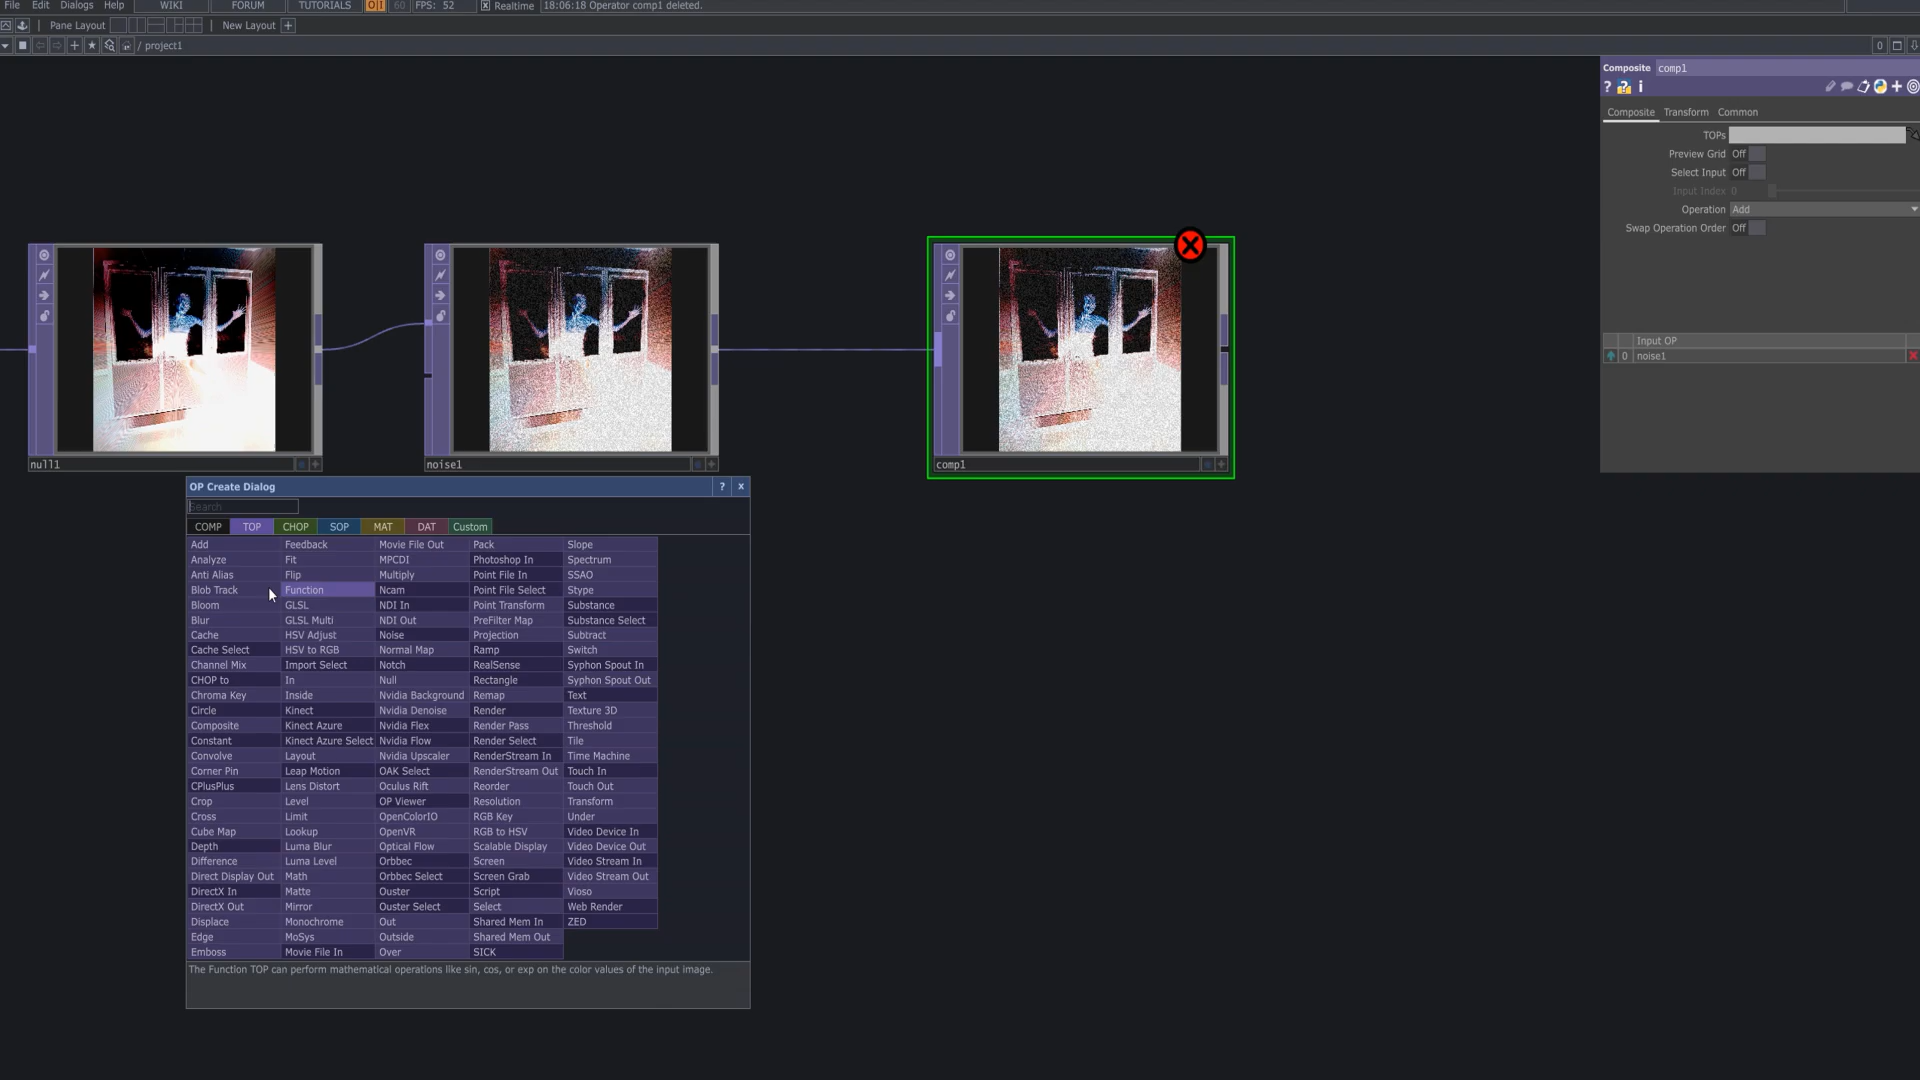 File Edit Dialogs Help WIKI FORUM TUTORIALS O|I 60 FPS: 52 Realtime 18:06:18 Operator comp1 deleted.
Pane Layout New Layout +
/ project1 0
Composite comp1
? ? i
Composite Transform Common
TOPs
Preview Grid Off
Select Input Off
Input Index 0
Operation Add
Swap Operation Order Off
Input OP
0 noise1
null1 noise1 comp1
OP Create Dialog ? x
Search
COMP TOP CHOP SOP MAT DAT Custom
Add Feedback Movie File Out Pack Slope
Analyze Fit MPCDI Photoshop In Spectrum
Anti Alias Flip Multiply Point File In SSAO
Blob Track Function Ncam Point File Select Stype
Bloom GLSL NDI In Point Transform Substance
Blur GLSL Multi NDI Out PreFilter Map Substance Select
Cache HSV Adjust Noise Projection Subtract
Cache Select HSV to RGB Normal Map Ramp Switch
Channel Mix Import Select Notch RealSense Syphon Spout In
CHOP to In Null Rectangle Syphon Spout Out
Chroma Key Inside Nvidia Background Remap Text
Circle Kinect Nvidia Denoise Render Texture 3D
Composite Kinect Azure Nvidia Flex Render Pass Threshold
Constant Kinect Azure Select Nvidia Flow Render Select Tile
Convolve Layout Nvidia Upscaler RenderStream In Time Machine
Corner Pin Leap Motion OAK Select RenderStream Out Touch In
CPlusPlus Lens Distort Oculus Rift Reorder Touch Out
Crop Level OP Viewer Resolution Transform
Cross Limit OpenColorIO RGB Key Under
Cube Map Lookup OpenVR RGB to HSV Video Device In
Depth Luma Blur Optical Flow Scalable Display Video Device Out
Difference Luma Level Orbbec Screen Video Stream In
Direct Display Out Math Orbbec Select Screen Grab Video Stream Out
DirectX In Matte Ouster Script Vioso
DirectX Out Mirror Ouster Select Select Web Render
Displace Monochrome Out Shared Mem In ZED
Edge MoSys Outside Shared Mem Out
Emboss Movie File In Over SICK
The Function TOP can perform mathematical operations like sin, cos, or exp on the color values of the input image.